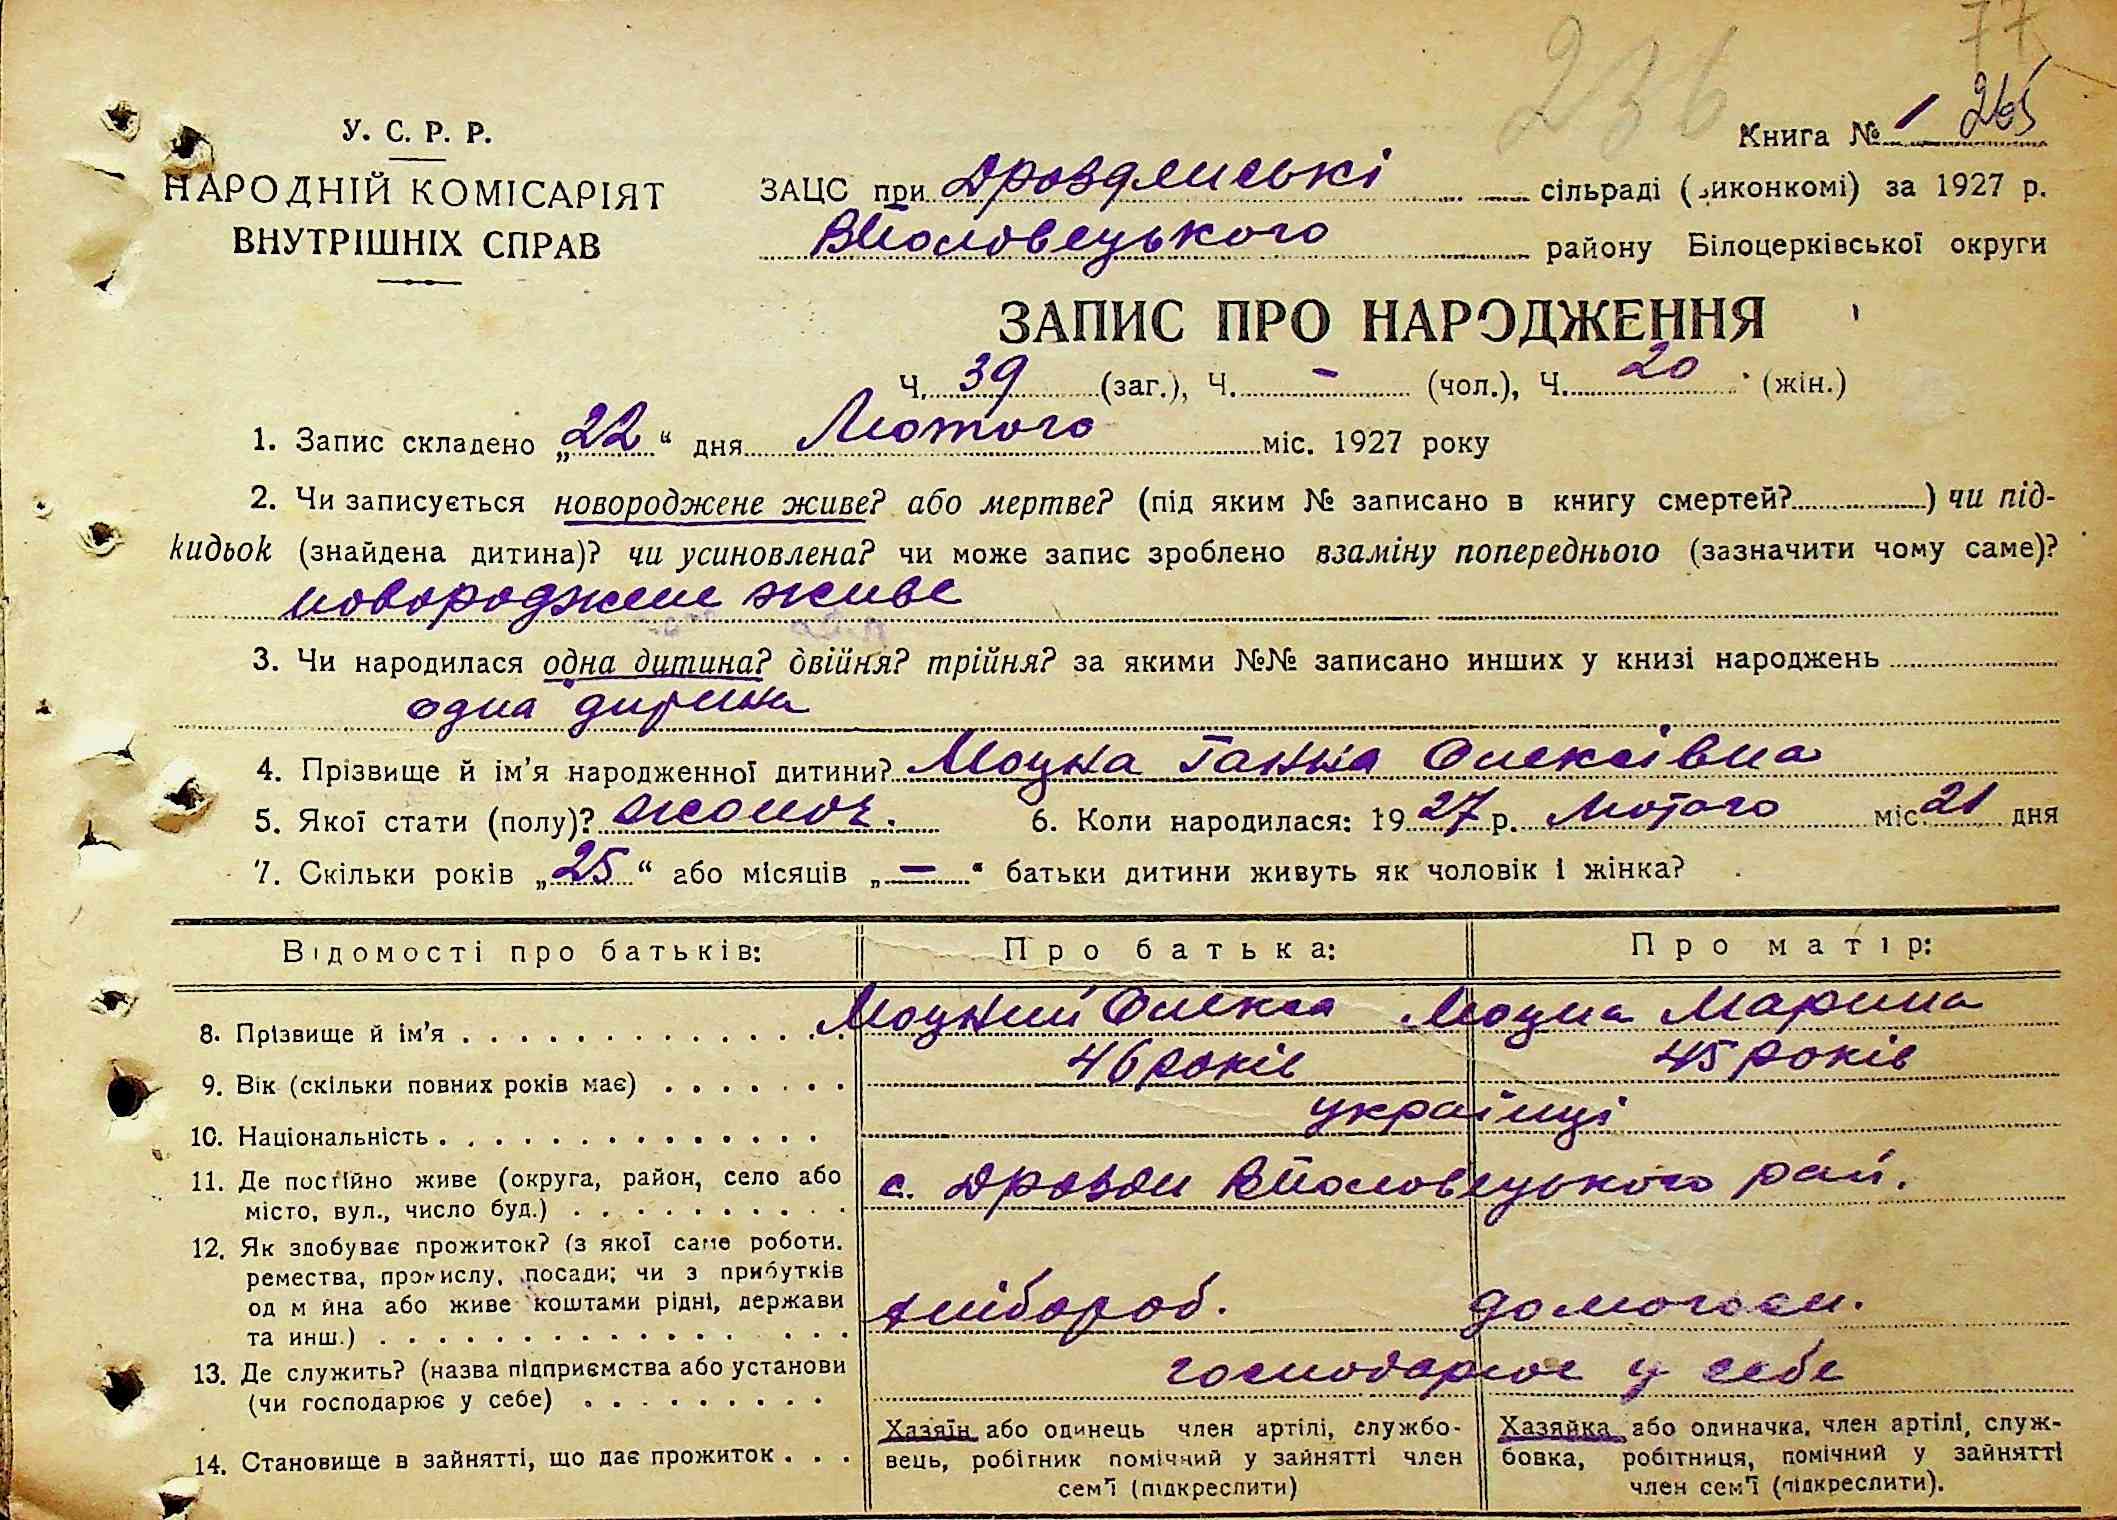 77
236
Книга № 1 265
У. С. Р. Р.
НАРОДНІЙ КОМІСАРІЯТ
ВНУТРІШНІХ СПРАВ
ЗАЦС при Дроздянські сільраді (виконкомі) за 1927 р.
району Білоцерківської округи
ЗАПИС ПРО НАРОДЖЕННЯ
Ч. 39 (заг.), Ч. - (чол.), Ч. 20 (жін.)
1. Запис складено „22“ дня Лютого міс. 1927 року
2. Чи записується новороджене живе? або мертве? (під яким № записано в книгу смертей?) чи під-
кидьок (знайдена дитина)? чи усиновлена? чи може запис зроблено взаміну попереднього (зазначити чому саме)?
новороджене живе
3. Чи народилася одна дитина? двійня? трійня? за якими №№ записано инших у книзі народжень
одна дитина
4. Прізвище й ім'я народженної дитини? Моцна Ганна Олексіївна
5. Якої стати (полу)? жіноч. 6. Коли народилася: 1927 р. Лютого міс. 21 дня
7. Скільки років „25“ або місяців „—“ батьки дитини живуть як чоловік і жінка?
Відомості про батьків: Про батька: Про матір:
8. Прізвище й ім'я Моцний Олекса Моцна Марина
9. Вік (скільки повних років має) 46 років 45 років
10. Національність українці
11. Де постійно живе (округа, район, село або
місто, вул., число буд.) с. Дрозди рай.
12. Як здобуває прожиток? (з якої саме роботи.
ремества, промислу, посади; чи з прибутків
од м йна або живе коштами рідні, держави
та инш.) хлібороб. домогосп.
13. Де служить? (назва підприємства або установи
(чи господарює у себе) господарює у себе
14. Становище в зайнятті, що дає прожиток
Хазяїн або одинець член артілі, службо-
вець, робітник помічний у зайнятті член
сем'ї (підкреслити)
Хазяйка або одиначка, член артілі, служ-
бовка, робітниця, помічний у зайнятті
член сем'ї (підкреслити).